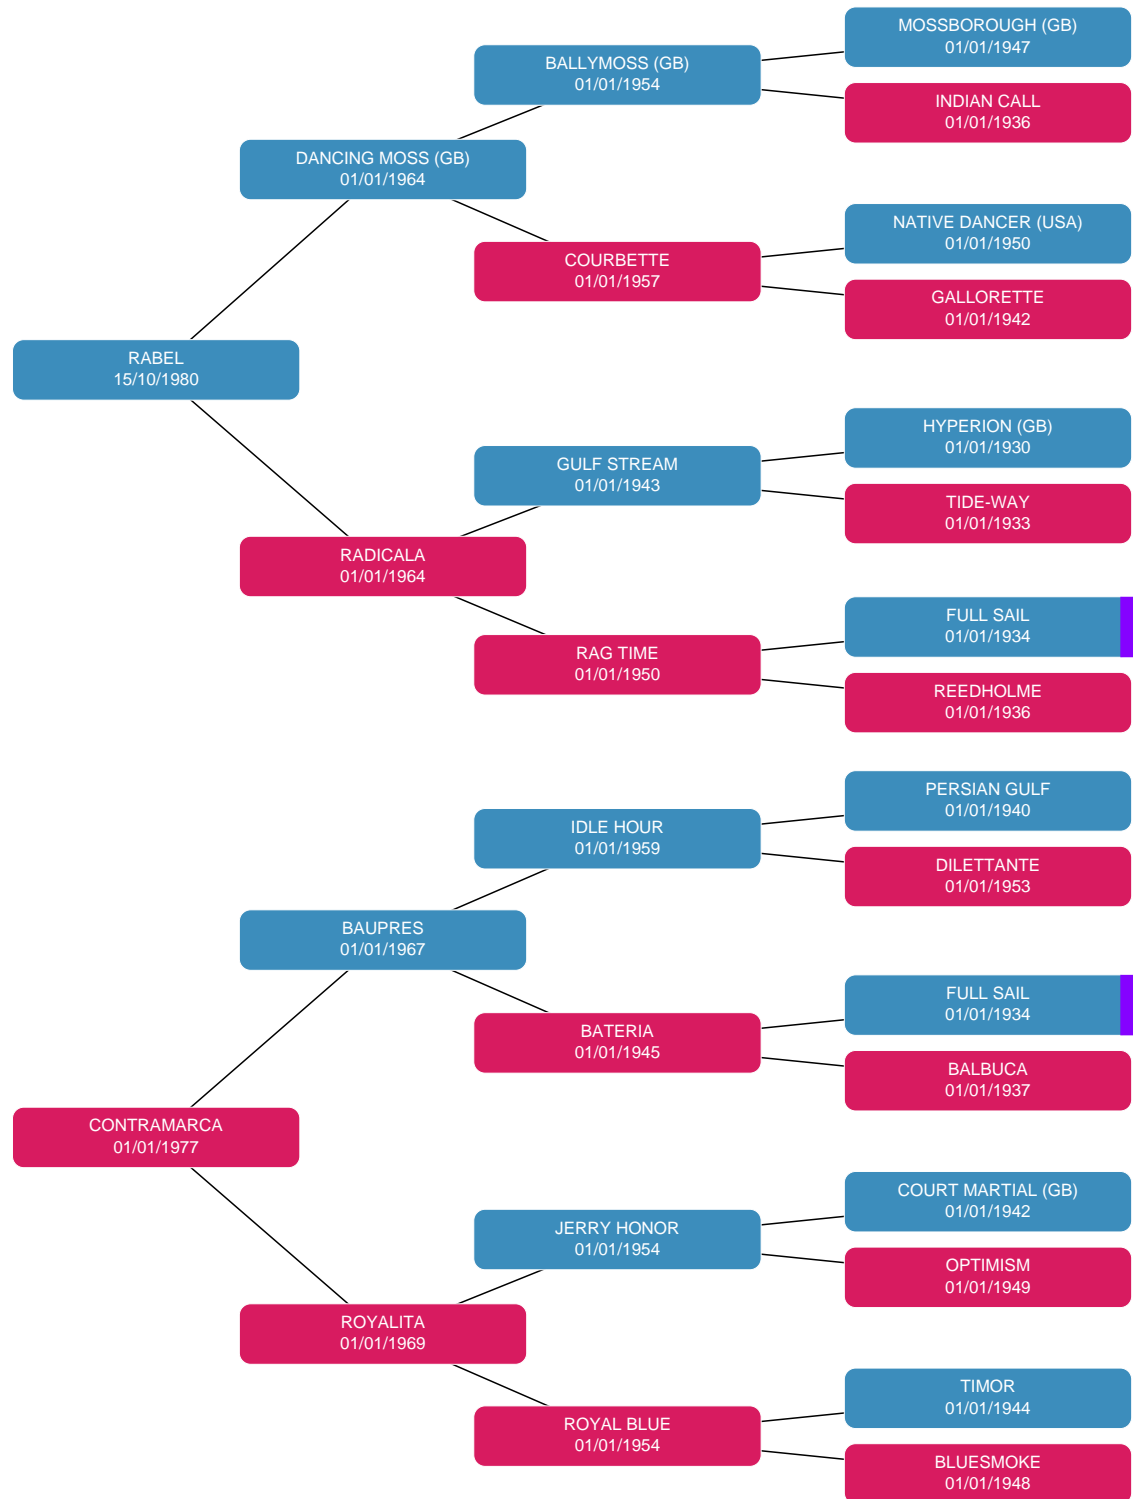 MOSSBOROUGH (GB)
01/01/1947
BALLYMOSS (GB)
01/01/1954
INDIAN CALL
01/01/1936
DANCING MOSS (GB)
01/01/1964
NATIVE DANCER (USA)
01/01/1950
COURBETTE
01/01/1957
GALLORETTE
01/01/1942
RABEL
15/10/1980
HYPERION (GB)
01/01/1930
GULF STREAM
01/01/1943
TIDE-WAY
01/01/1933
RADICALA
01/01/1964
FULL SAIL
01/01/1934
RAG TIME
01/01/1950
REEDHOLME
01/01/1936
PERSIAN GULF
01/01/1940
IDLE HOUR
01/01/1959
DILETTANTE
01/01/1953
BAUPRES
01/01/1967
FULL SAIL
01/01/1934
BATERIA
01/01/1945
BALBUCA
01/01/1937
CONTRAMARCA
01/01/1977
COURT MARTIAL (GB)
01/01/1942
JERRY HONOR
01/01/1954
OPTIMISM
01/01/1949
ROYALITA
01/01/1969
TIMOR
01/01/1944
ROYAL BLUE
01/01/1954
BLUESMOKE
01/01/1948